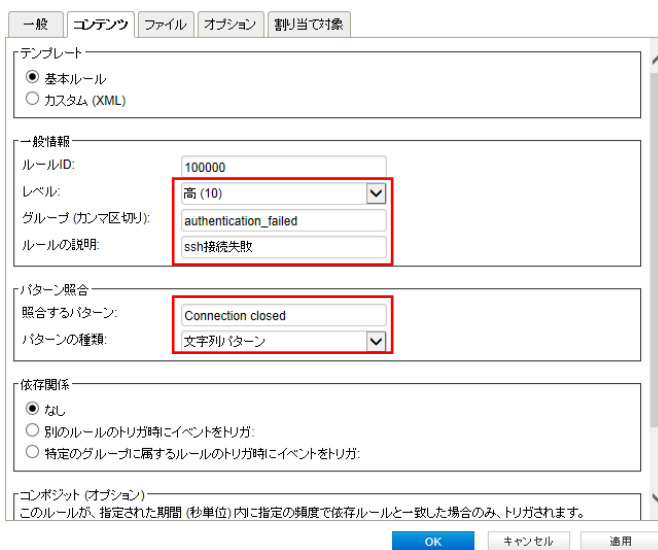 一般 コンテンツ ファイル オプション 割り当て対象
テンプレート
基本ルール
カスタム (XML)
一般情報
ルールID: 100000
レベル: 高 (10)
グループ (カンマ区切り): authentication_failed
ルールの説明: ssh接続失敗
パターン照合
照合するパターン: Connection closed
パターンの種類: 文字列パターン
依存関係
なし
別のルールのトリガ時にイベントをトリガ:
特定のグループに属するルールのトリガ時にイベントをトリガ:
コンポジット (オプション)
このルールが、指定された期間 (秒単位) 内に指定の頻度で依存ルールと一致した場合のみ、トリガされます。
OK キャンセル 適用